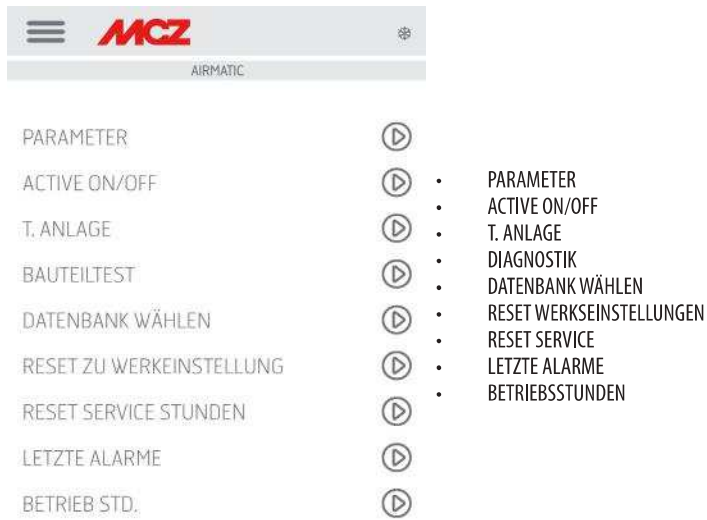 MCZ
AIRMATIC
PARAMETER
ACTIVE ON/OFF
T. ANLAGE
BAUTEILTEST
DATENBANK WÄHLEN
RESET ZU WERKEINSTELLUNG
RESET SERVICE STUNDEN
LETZTE ALARME
BETRIEB STD.
• PARAMETER
• ACTIVE ON/OFF
• T. ANLAGE
• DIAGNOSTIK
• DATENBANK WÄHLEN
• RESET WERKSEINSTELLUNGEN
• RESET SERVICE
• LETZTE ALARME
• BETRIEBSSTUNDEN